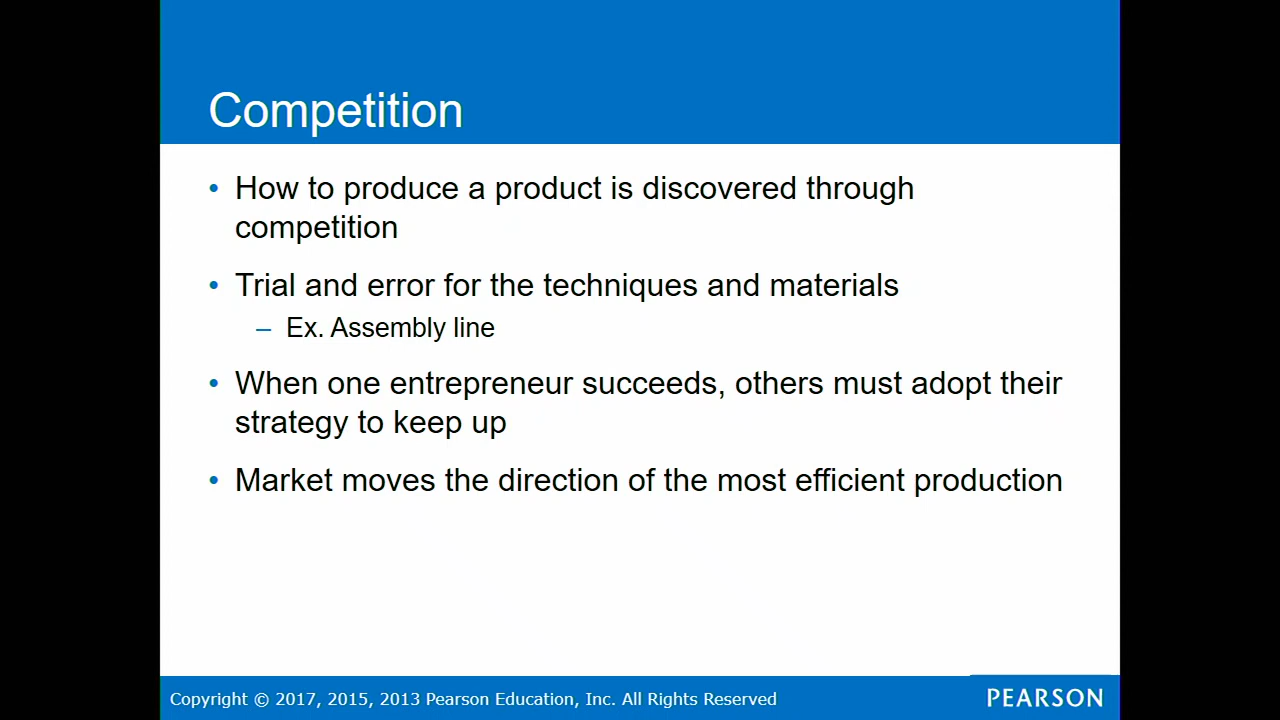 Competition
• How to produce a product is discovered through
competition
• Trial and error for the techniques and materials
– Ex. Assembly line
• When one entrepreneur succeeds, others must adopt their
strategy to keep up
• Market moves the direction of the most efficient production
Copyright © 2017, 2015, 2013 Pearson Education, Inc. All Rights Reserved
PEARSON